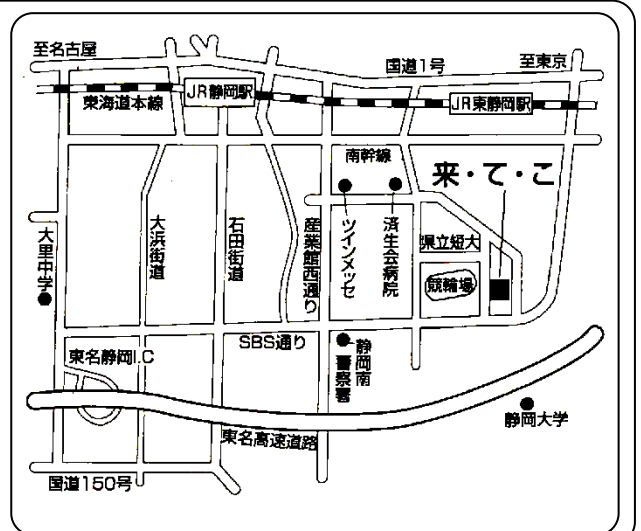 至名古屋
国道1号
至東京
東海道本線
JR静岡駅
JR東静岡駅
南幹線
来・て・こ
大里中学
大浜街道
石田街道
産業館西通り
ツインメッセ
済生会病院
県立短大
競輪場
SBS通り
静岡南
警察署
東名静岡I.C
東名高速道路
静岡大学
国道150号